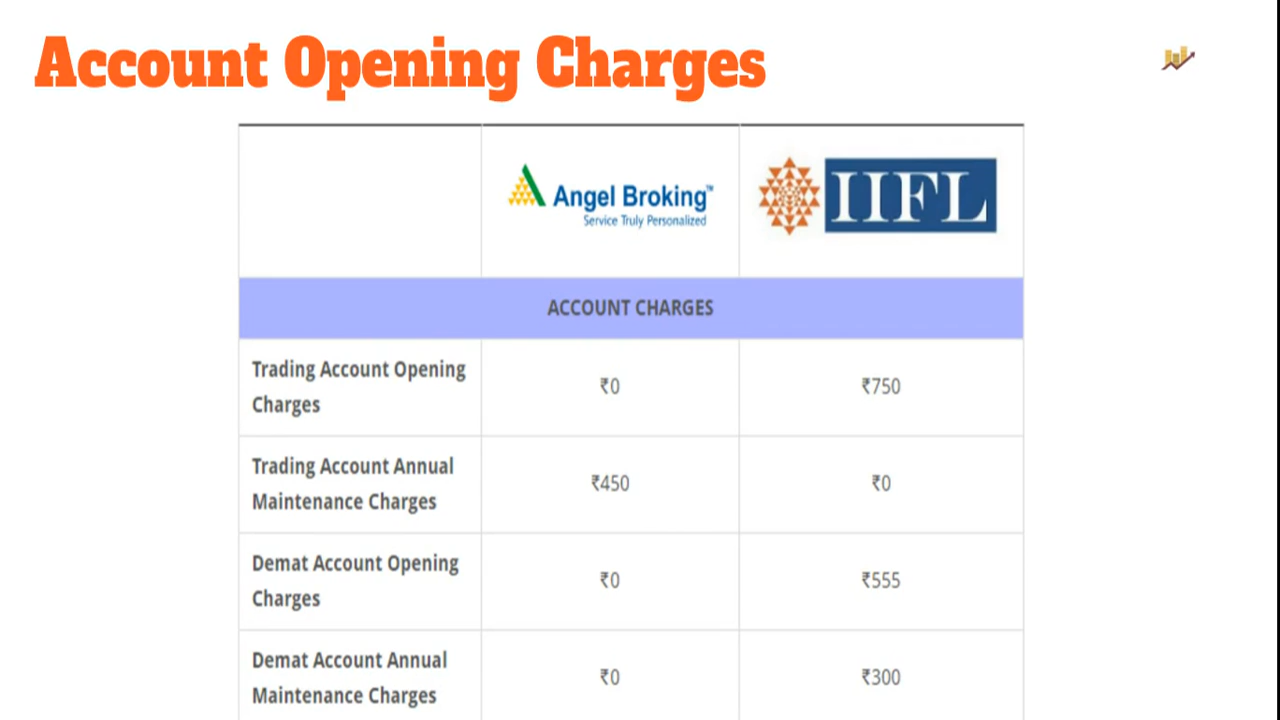 Account Opening Charges
Angel Broking™
Service Truly Personalized
IIFL
ACCOUNT CHARGES
Trading Account Opening
Charges
₹0
₹750
Trading Account Annual
Maintenance Charges
₹450
₹0
Demat Account Opening
Charges
₹0
₹555
Demat Account Annual
Maintenance Charges
₹0
₹300